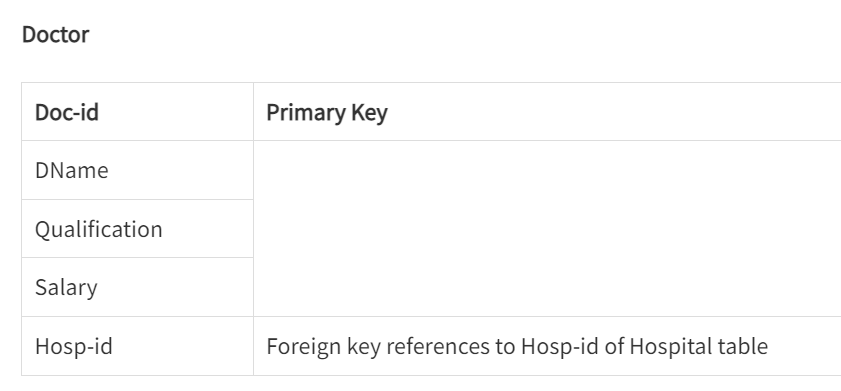 Doctor
Doc-id Primary Key
DName
Qualification
Salary
Hosp-id Foreign key references to Hosp-id of Hospital table